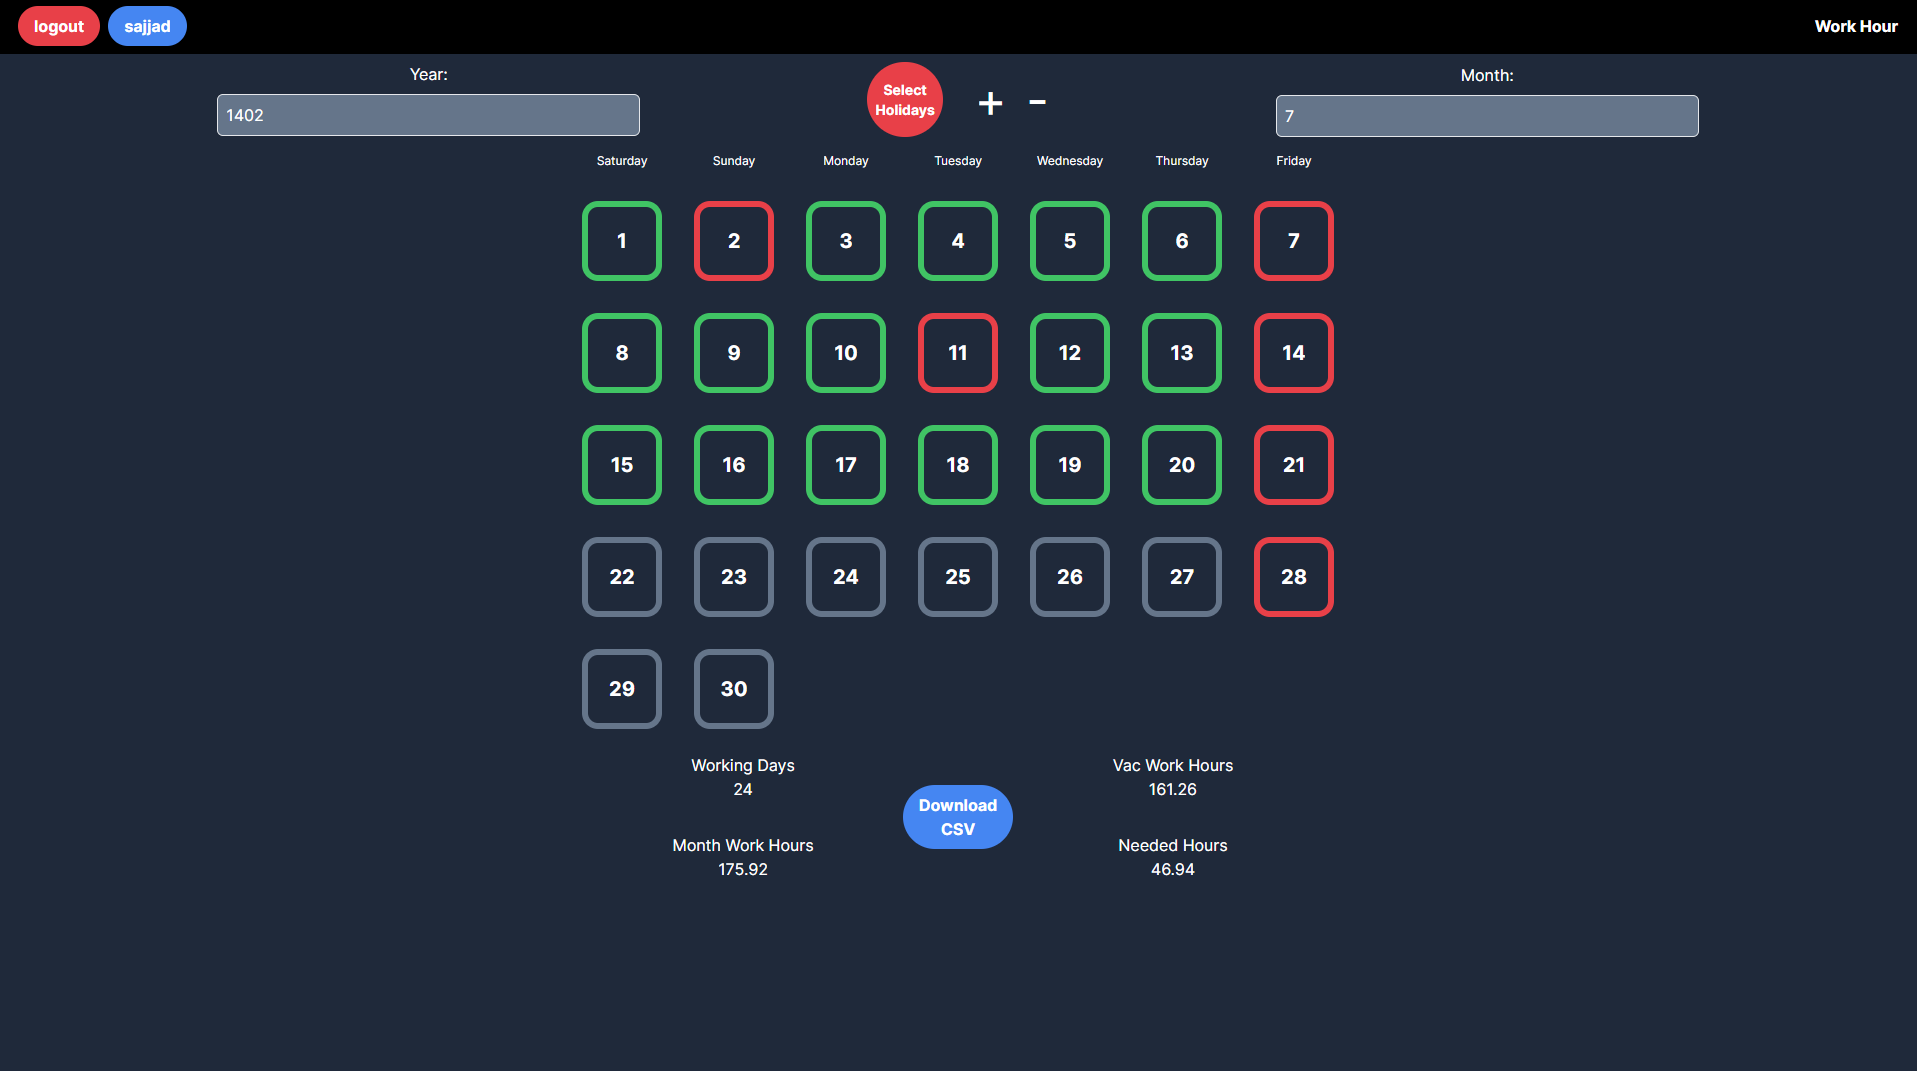 logout
sajjad
Work Hour
Year:
1402
Select
Holidays
+
-
Month:
7
Saturday
Sunday
Monday
Tuesday
Wednesday
Thursday
Friday
1
2
3
4
5
6
7
8
9
10
11
12
13
14
15
16
17
18
19
20
21
22
23
24
25
26
27
28
29
30
Working Days
24
Month Work Hours
175.92
Download
CSV
Vac Work Hours
161.26
Needed Hours
46.94